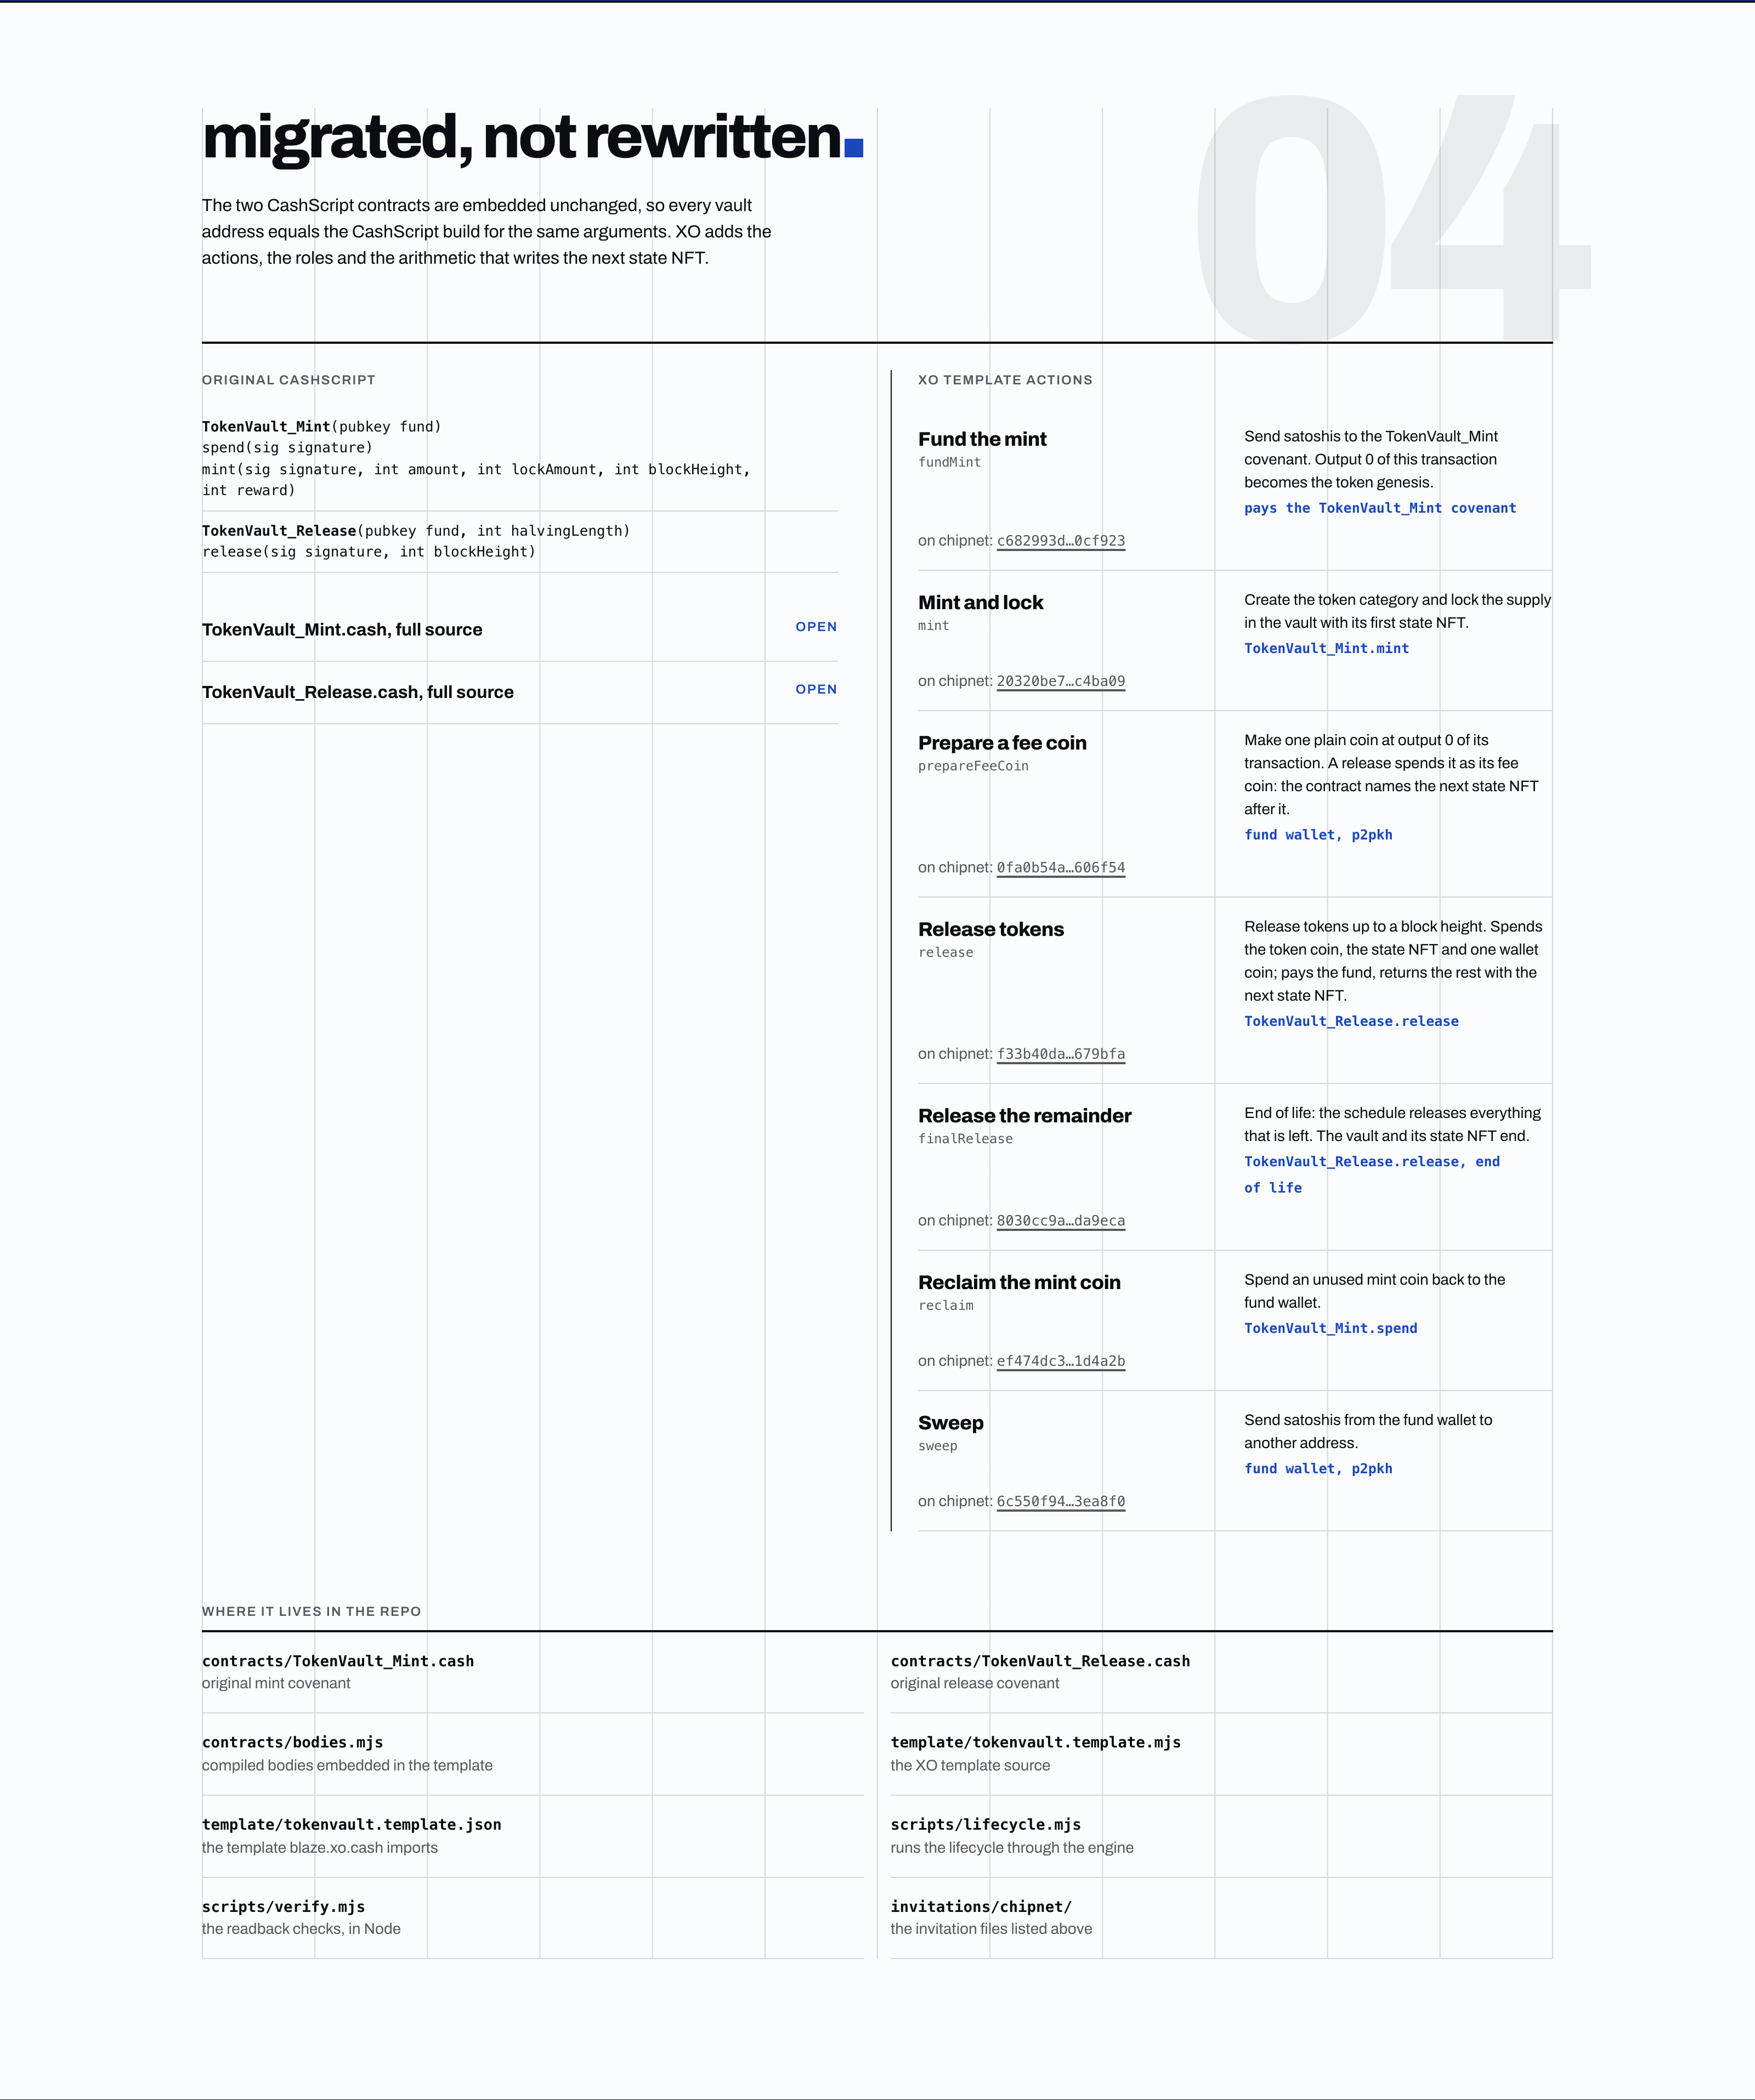 04
migrated, not rewritten.
The two CashScript contracts are embedded unchanged, so every vault
address equals the CashScript build for the same arguments. XO adds the
actions, the roles and the arithmetic that writes the next state NFT.
ORIGINAL CASHSCRIPT
TokenVault_Mint(pubkey fund)
spend(sig signature)
mint(sig signature, int amount, int lockAmount, int blockHeight,
int reward)
TokenVault_Release(pubkey fund, int halvingLength)
release(sig signature, int blockHeight)
TokenVault_Mint.cash, full source OPEN
TokenVault_Release.cash, full source OPEN
XO TEMPLATE ACTIONS
Fund the mint
fundMint
Send satoshis to the TokenVault_Mint
covenant. Output 0 of this transaction
becomes the token genesis.
pays the TokenVault_Mint covenant
on chipnet: c682993d…0cf923
Mint and lock
mint
Create the token category and lock the supply
in the vault with its first state NFT.
TokenVault_Mint.mint
on chipnet: 20320be7…c4ba09
Prepare a fee coin
prepareFeeCoin
Make one plain coin at output 0 of its
transaction. A release spends it as its fee
coin: the contract names the next state NFT
after it.
fund wallet, p2pkh
on chipnet: 0fa0b54a…606f54
Release tokens
release
Release tokens up to a block height. Spends
the token coin, the state NFT and one wallet
coin; pays the fund, returns the rest with the
next state NFT.
TokenVault_Release.release
on chipnet: f33b40da…679bfa
Release the remainder
finalRelease
End of life: the schedule releases everything
that is left. The vault and its state NFT end.
TokenVault_Release.release, end
of life
on chipnet: 8030cc9a…da9eca
Reclaim the mint coin
reclaim
Spend an unused mint coin back to the
fund wallet.
TokenVault_Mint.spend
on chipnet: ef474dc3…1d4a2b
Sweep
sweep
Send satoshis from the fund wallet to
another address.
fund wallet, p2pkh
on chipnet: 6c550f94…3ea8f0
WHERE IT LIVES IN THE REPO
contracts/TokenVault_Mint.cash
original mint covenant
contracts/TokenVault_Release.cash
original release covenant
contracts/bodies.mjs
compiled bodies embedded in the template
template/tokenvault.template.mjs
the XO template source
template/tokenvault.template.json
the template blaze.xo.cash imports
scripts/lifecycle.mjs
runs the lifecycle through the engine
scripts/verify.mjs
the readback checks, in Node
invitations/chipnet/
the invitation files listed above